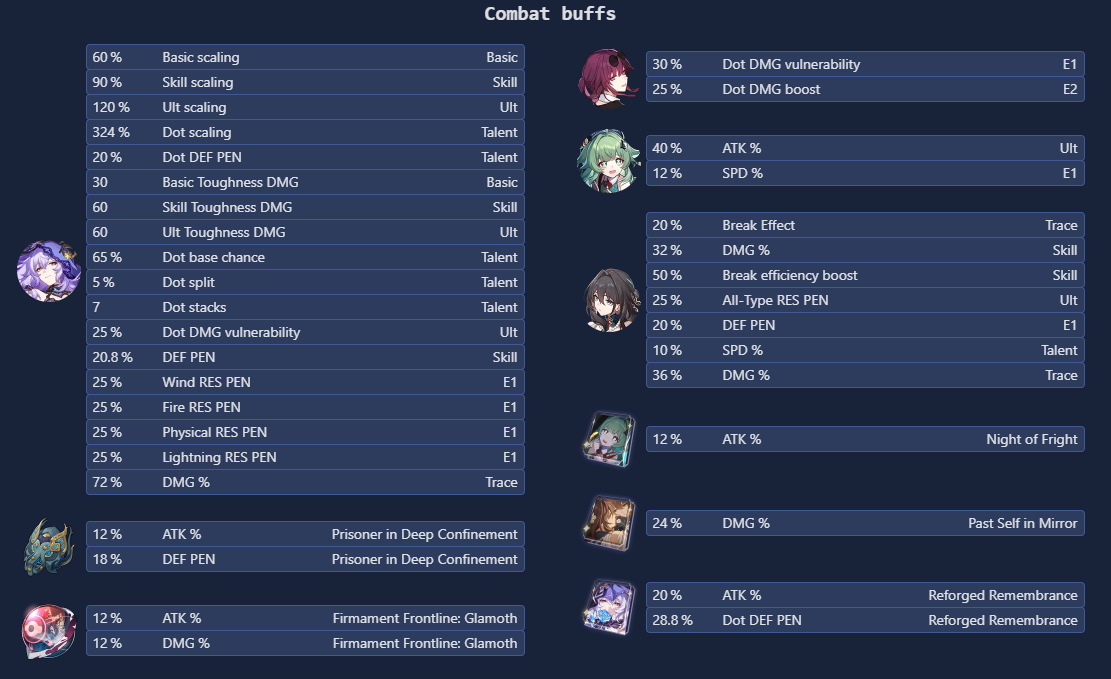 Combat buffs
60 % Basic scaling Basic
90 % Skill scaling Skill
120 % Ult scaling Ult
324 % Dot scaling Talent
20 % Dot DEF PEN Talent
30 Basic Toughness DMG Basic
60 Skill Toughness DMG Skill
60 Ult Toughness DMG Ult
65 % Dot base chance Talent
5 % Dot split Talent
7 Dot stacks Talent
25 % Dot DMG vulnerability Ult
20.8 % DEF PEN Skill
25 % Wind RES PEN E1
25 % Fire RES PEN E1
25 % Physical RES PEN E1
25 % Lightning RES PEN E1
72 % DMG % Trace
12 % ATK % Prisoner in Deep Confinement
18 % DEF PEN Prisoner in Deep Confinement
12 % ATK % Firmament Frontline: Glamoth
12 % DMG % Firmament Frontline: Glamoth
30 % Dot DMG vulnerability E1
25 % Dot DMG boost E2
40 % ATK % Ult
12 % SPD % E1
20 % Break Effect Trace
32 % DMG % Skill
50 % Break efficiency boost Skill
25 % All-Type RES PEN Ult
20 % DEF PEN E1
10 % SPD % Talent
36 % DMG % Trace
12 % ATK % Night of Fright
24 % DMG % Past Self in Mirror
20 % ATK % Reforged Remembrance
28.8 % Dot DEF PEN Reforged Remembrance